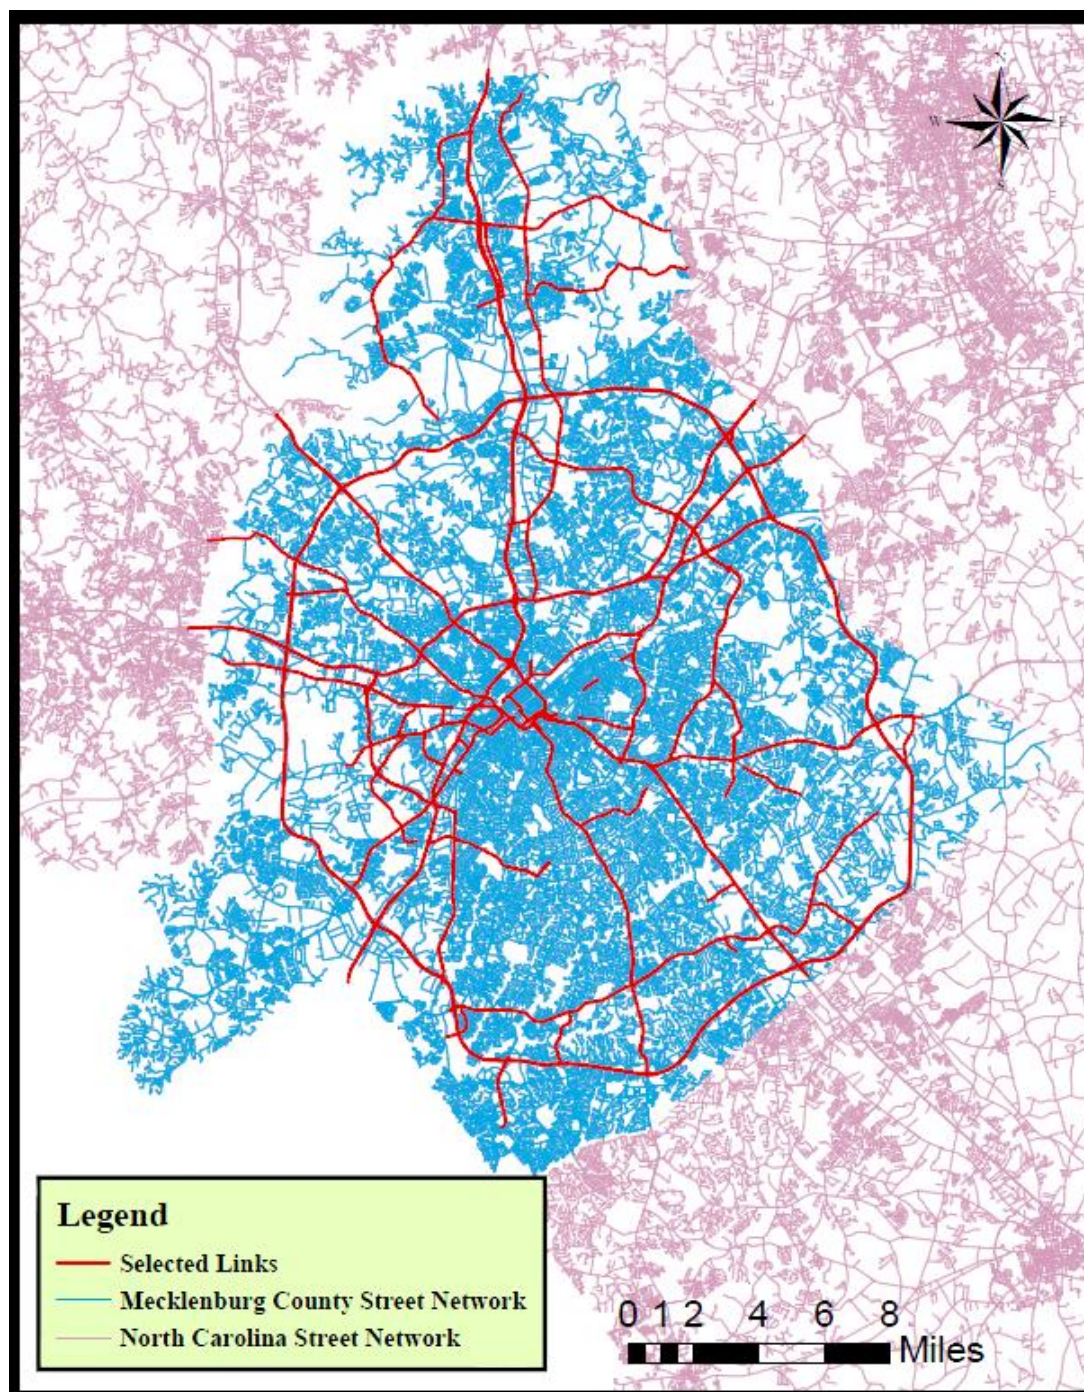 N
W E
S
Legend
Selected Links
Mecklenburg County Street Network
North Carolina Street Network
0 1 2 4 6 8
Miles